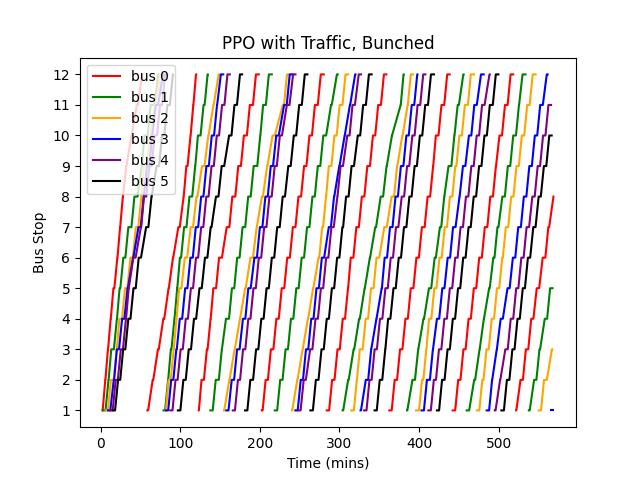 PPO with Traffic, Bunched
12
11
10
9
8
7
6
5
4
3
2
1
Bus Stop
bus 0
bus 1
bus 2
bus 3
bus 4
bus 5
0 100 200 300 400 500
Time (mins)